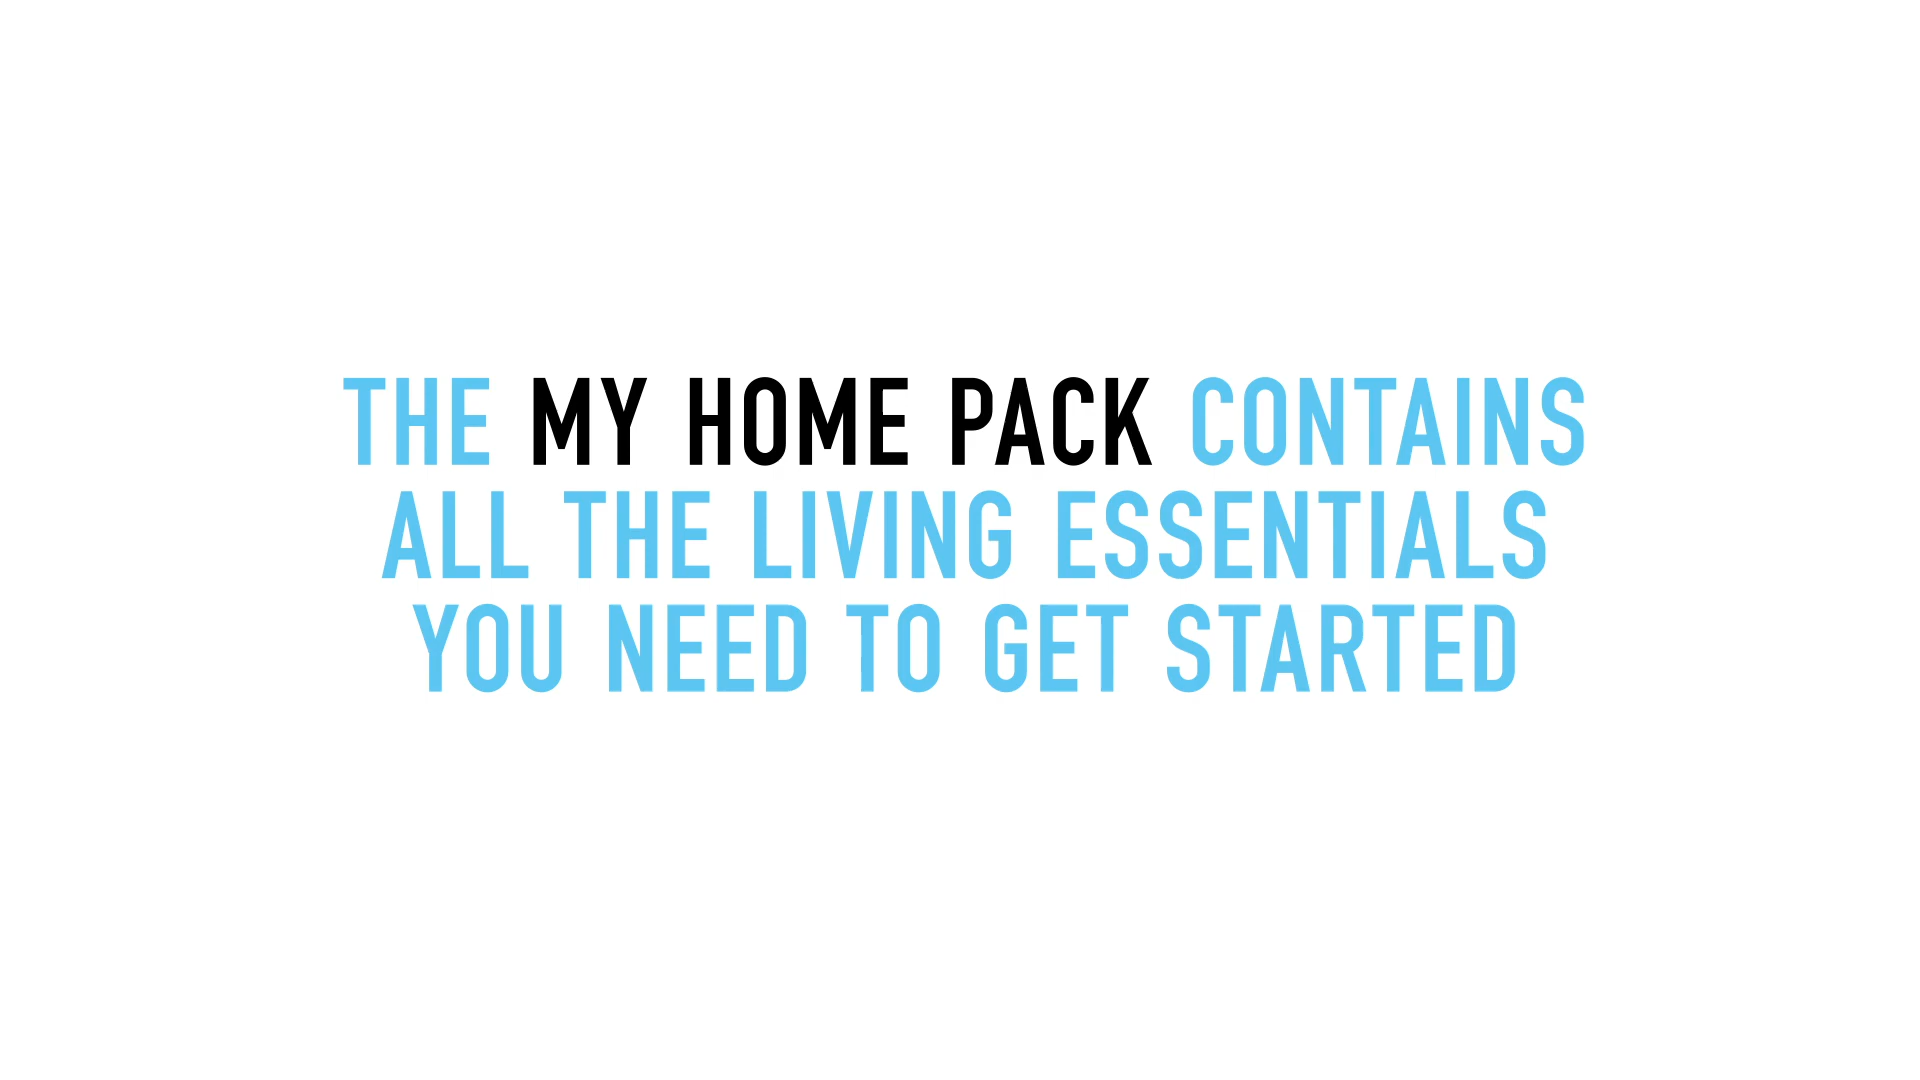 THE MY HOME PACK CONTAINS
ALL THE LIVING ESSENTIALS
YOU NEED TO GET STARTED